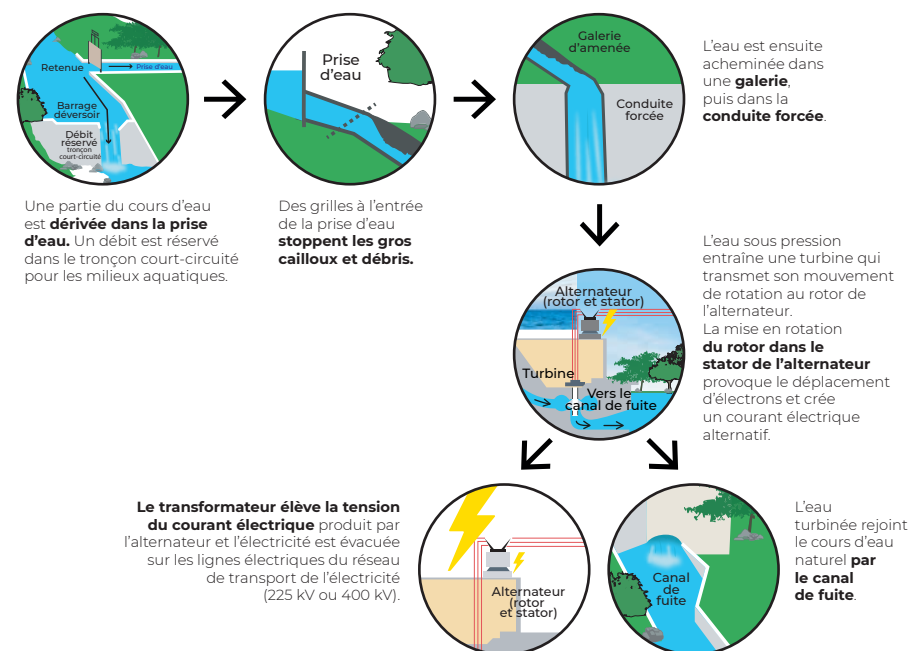 Retenue
Prise d'eau
Barrage
déversoir
Débit
réservé
tronçon
court-circuité
Une partie du cours d'eau
est dérivée dans la prise
d'eau. Un débit est réservé
dans le tronçon court-circuité
pour les milieux aquatiques.
Prise
d'eau
Des grilles à l'entrée
de la prise d'eau
stoppent les gros
cailloux et débris.
Galerie
d'amenée
Conduite
forcée
L'eau est ensuite
acheminée dans
une galerie,
puis dans la
conduite forcée.
Alternateur
(rotor et stator)
Turbine
Vers le
canal de fuite
L'eau sous pression
entraîne une turbine qui
transmet son mouvement
de rotation au rotor de
l'alternateur.
La mise en rotation
du rotor dans le
stator de l'alternateur
provoque le déplacement
d'électrons et crée
un courant électrique
alternatif.
Le transformateur élève la tension
du courant électrique produit par
l'alternateur et l'électricité est évacuée
sur les lignes électriques du réseau
de transport de l'électricité
(225 kV ou 400 kV).
Alternateur
(rotor
et stator)
Canal
de
fuite
L'eau
turbinée rejoint
le cours d'eau
naturel par
le canal
de fuite.